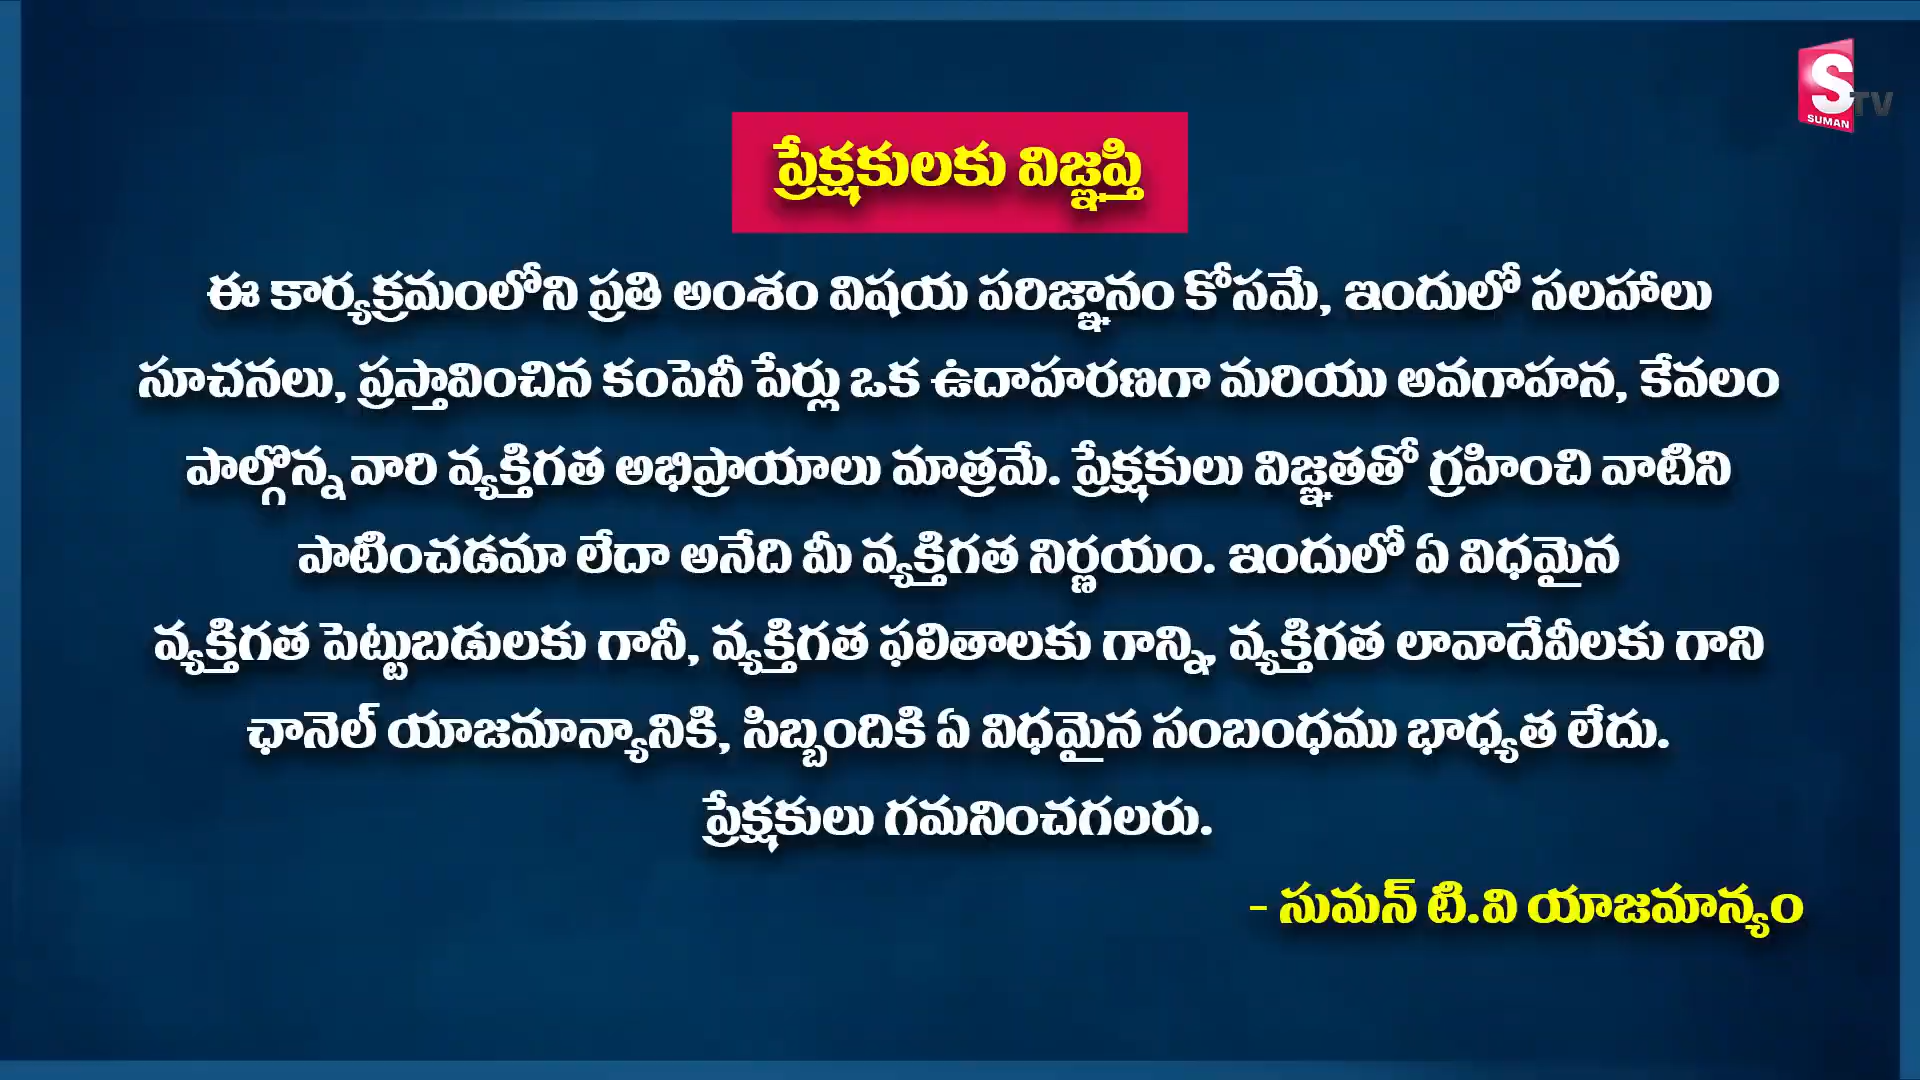 S
TV
SUMAN
ప్రేక్షకులకు విజ్ఞప్తి
ఈ కార్యక్రమంలోని ప్రతి అంశం విషయ పరిజ్ఞానం కోసమే, ఇందులో సలహాలు
సూచనలు, ప్రస్తావించిన కంపెనీ పేర్లు ఒక ఉదాహరణగా మరియు అవగాహన, కేవలం
పాల్గొన్న వారి వ్యక్తిగత అభిప్రాయాలు మాత్రమే. ప్రేక్షకులు విజ్ఞతతో గ్రహించి వాటిని
పాటించడమా లేదా అనేది మీ వ్యక్తిగత నిర్ణయం. ఇందులో ఏ విధమైన
వ్యక్తిగత పెట్టుబడులకు గానీ, వ్యక్తిగత ఫలితాలకు గాన్ని, వ్యక్తిగత లావాదేవీలకు గాని
ఛానెల్ యాజమాన్యానికి, సిబ్బందికి ఏ విధమైన సంబంధము భాధ్యత లేదు.
ప్రేక్షకులు గమనించగలరు.
- సుమన్ టి.వి యాజమాన్యం